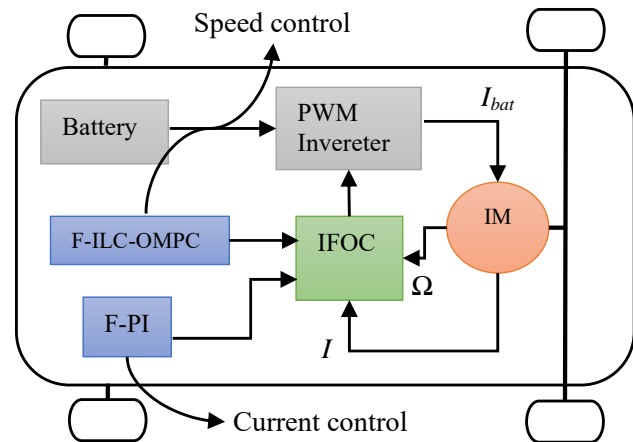 Speed control
Battery
PWM
Invereter
I_bat
F-ILC-OMPC
IFOC
IM
Ω
F-PI
I
Current control